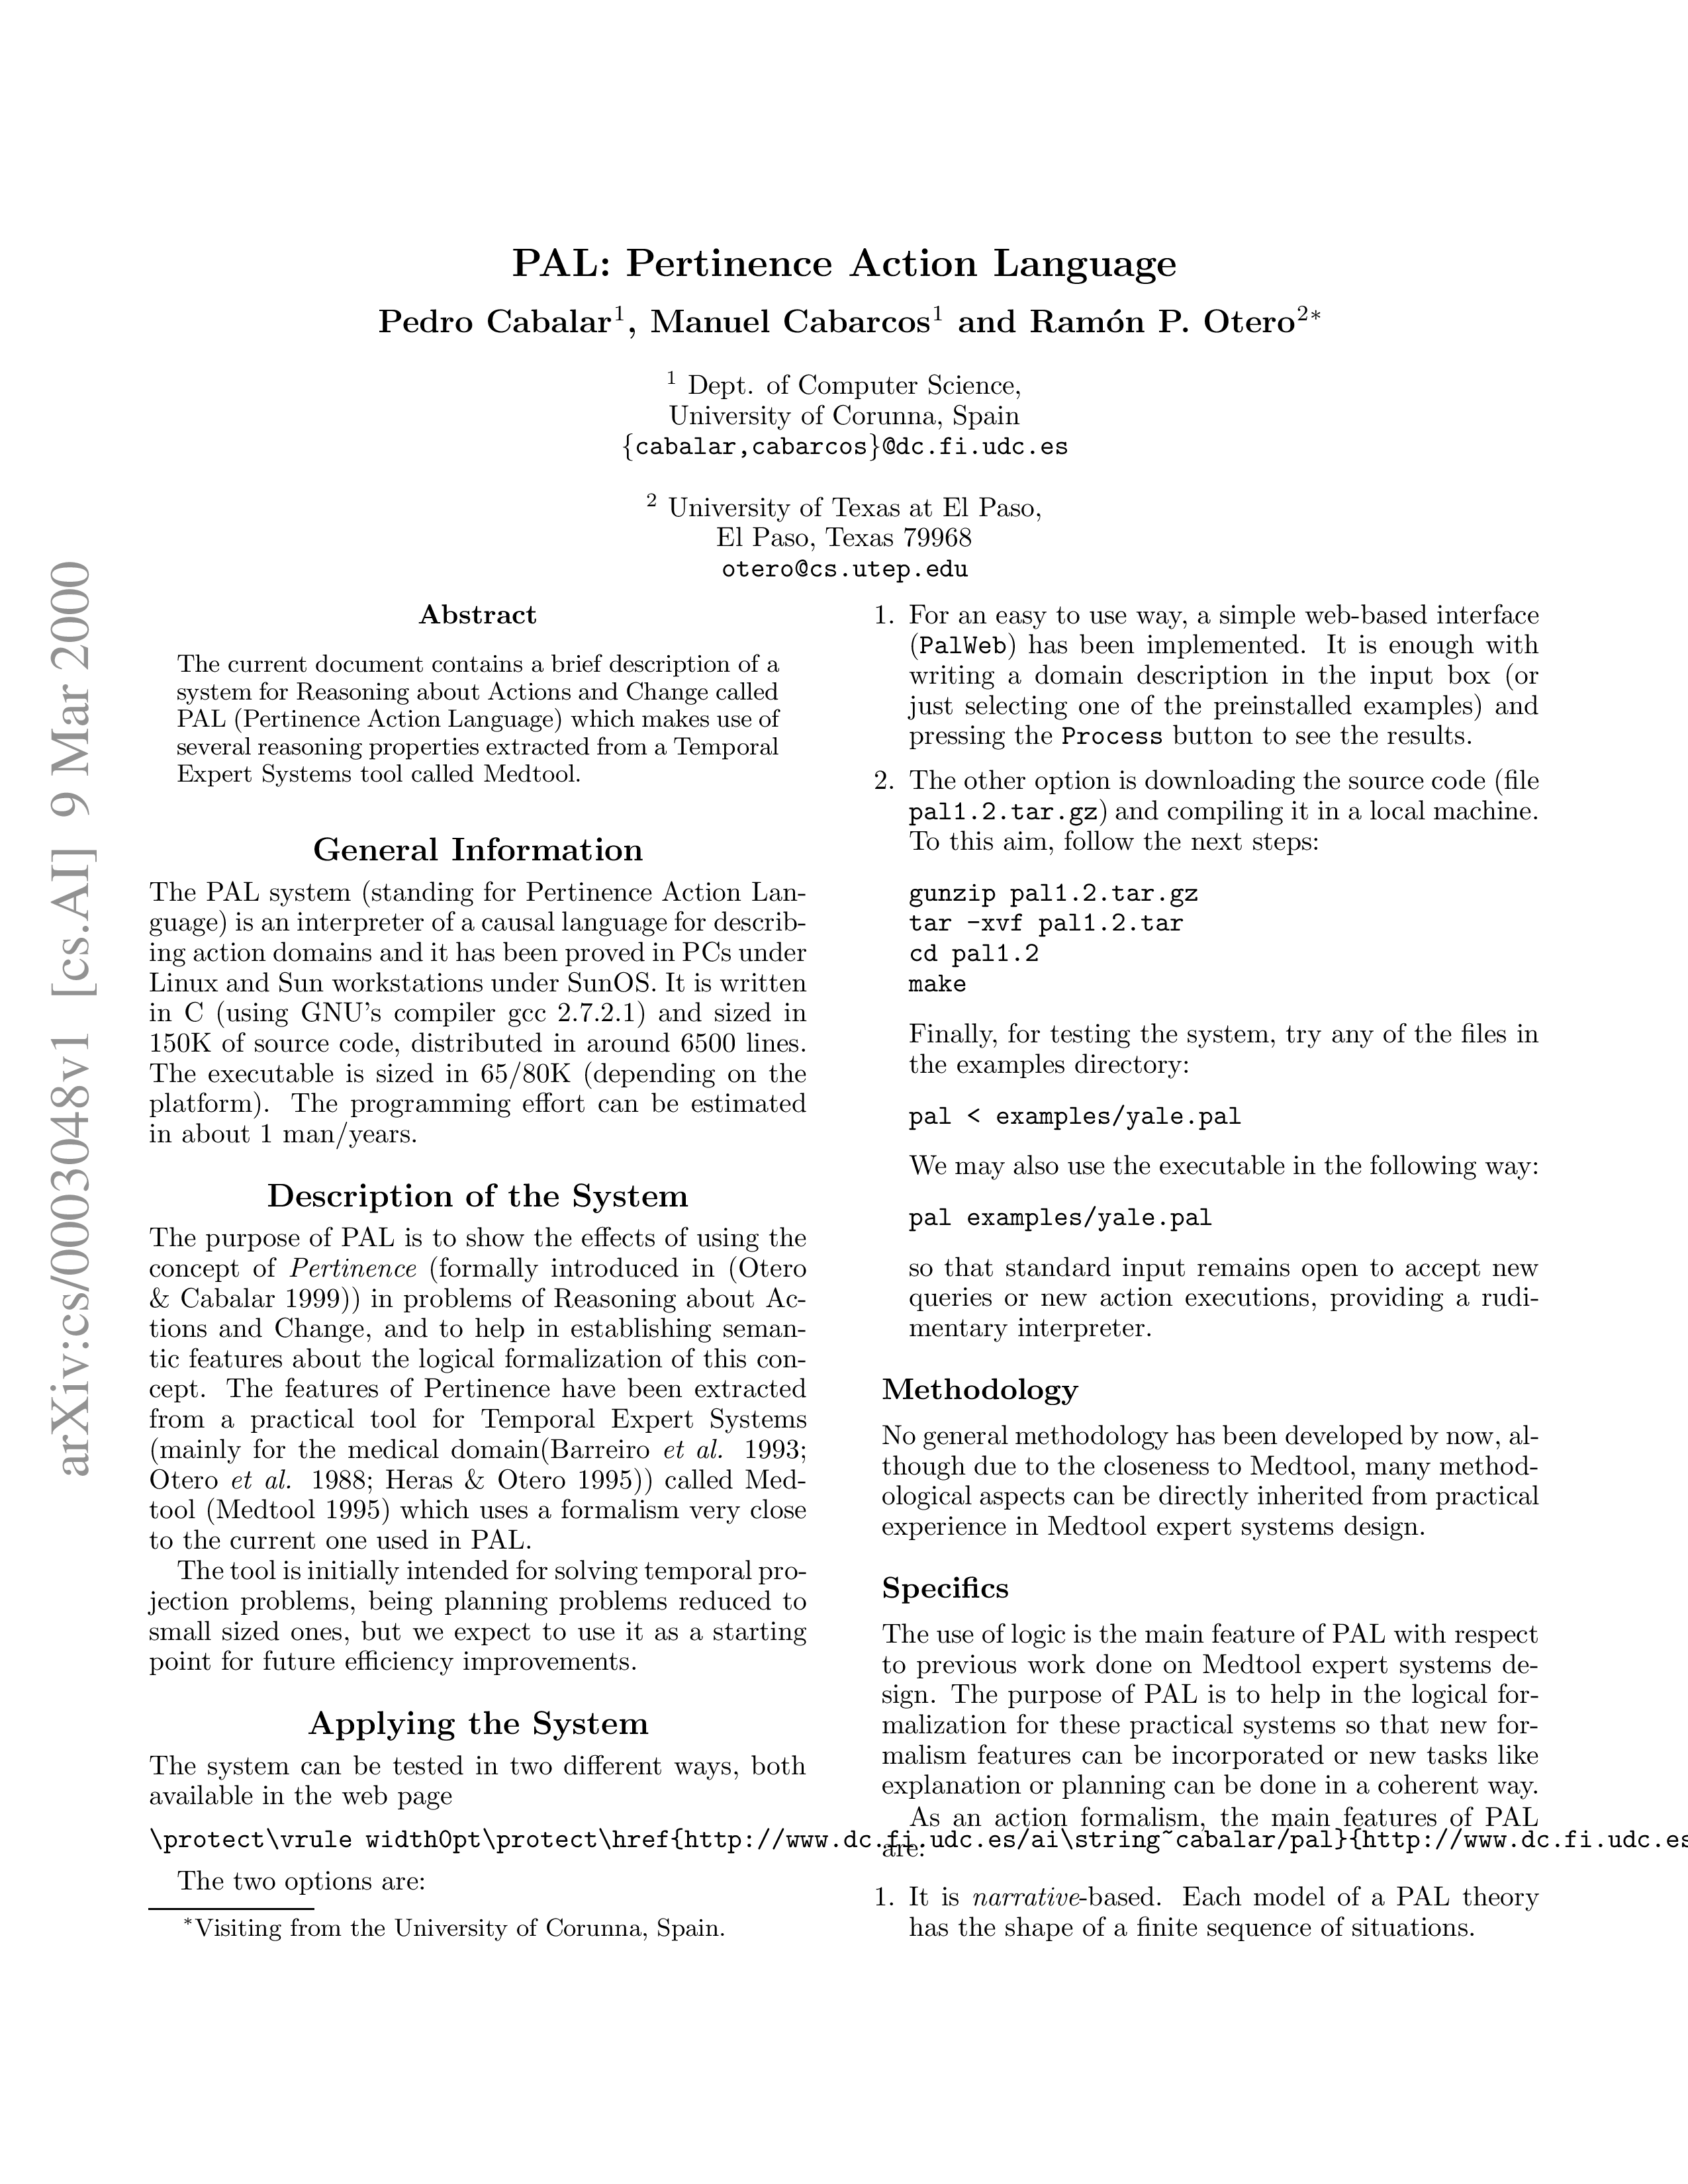 PAL: Pertinence Action Language
Pedro Cabalar1, Manuel Cabarcos1 and Ramón P. Otero2*
1 Dept. of Computer Science,
University of Corunna, Spain
{cabalar,cabarcos}@dc.fi.udc.es
2 University of Texas at El Paso,
El Paso, Texas 79968
otero@cs.utep.edu
arXiv:cs/0003048v1 [cs.AI] 9 Mar 2000
Abstract
The current document contains a brief description of a
system for Reasoning about Actions and Change called
PAL (Pertinence Action Language) which makes use of
several reasoning properties extracted from a Temporal
Expert Systems tool called Medtool.
General Information
The PAL system (standing for Pertinence Action Lan-
guage) is an interpreter of a causal language for describ-
ing action domains and it has been proved in PCs under
Linux and Sun workstations under SunOS. It is written
in C (using GNU's compiler gcc 2.7.2.1) and sized in
150K of source code, distributed in around 6500 lines.
The executable is sized in 65/80K (depending on the
platform). The programming effort can be estimated
in about 1 man/years.
Description of the System
The purpose of PAL is to show the effects of using the
concept of Pertinence (formally introduced in (Otero
& Cabalar 1999)) in problems of Reasoning about Ac-
tions and Change, and to help in establishing seman-
tic features about the logical formalization of this con-
cept. The features of Pertinence have been extracted
from a practical tool for Temporal Expert Systems
(mainly for the medical domain(Barreiro et al. 1993;
Otero et al. 1988; Heras & Otero 1995)) called Med-
tool (Medtool 1995) which uses a formalism very close
to the current one used in PAL.
The tool is initially intended for solving temporal pro-
jection problems, being planning problems reduced to
small sized ones, but we expect to use it as a starting
point for future efficiency improvements.
Applying the System
The system can be tested in two different ways, both
available in the web page
\protect\vrule width0pt\protect\href{http://www.dc.fi.udc.es/ai\string~cabalar/pal}{http://www.dc.fi.udc.es
The two options are:
*Visiting from the University of Corunna, Spain.
1. For an easy to use way, a simple web-based interface
(PalWeb) has been implemented. It is enough with
writing a domain description in the input box (or
just selecting one of the preinstalled examples) and
pressing the Process button to see the results.
2. The other option is downloading the source code (file
pal1.2.tar.gz) and compiling it in a local machine.
To this aim, follow the next steps:
gunzip pal1.2.tar.gz
tar -xvf pal1.2.tar
cd pal1.2
make
Finally, for testing the system, try any of the files in
the examples directory:
pal < examples/yale.pal
We may also use the executable in the following way:
pal examples/yale.pal
so that standard input remains open to accept new
queries or new action executions, providing a rudi-
mentary interpreter.
Methodology
No general methodology has been developed by now, al-
though due to the closeness to Medtool, many method-
ological aspects can be directly inherited from practical
experience in Medtool expert systems design.
Specifics
The use of logic is the main feature of PAL with respect
to previous work done on Medtool expert systems de-
sign. The purpose of PAL is to help in the logical for-
malization for these practical systems so that new for-
malism features can be incorporated or new tasks like
explanation or planning can be done in a coherent way.
As an action formalism, the main features of PAL
are:
1. It is narrative-based. Each model of a PAL theory
has the shape of a finite sequence of situations.